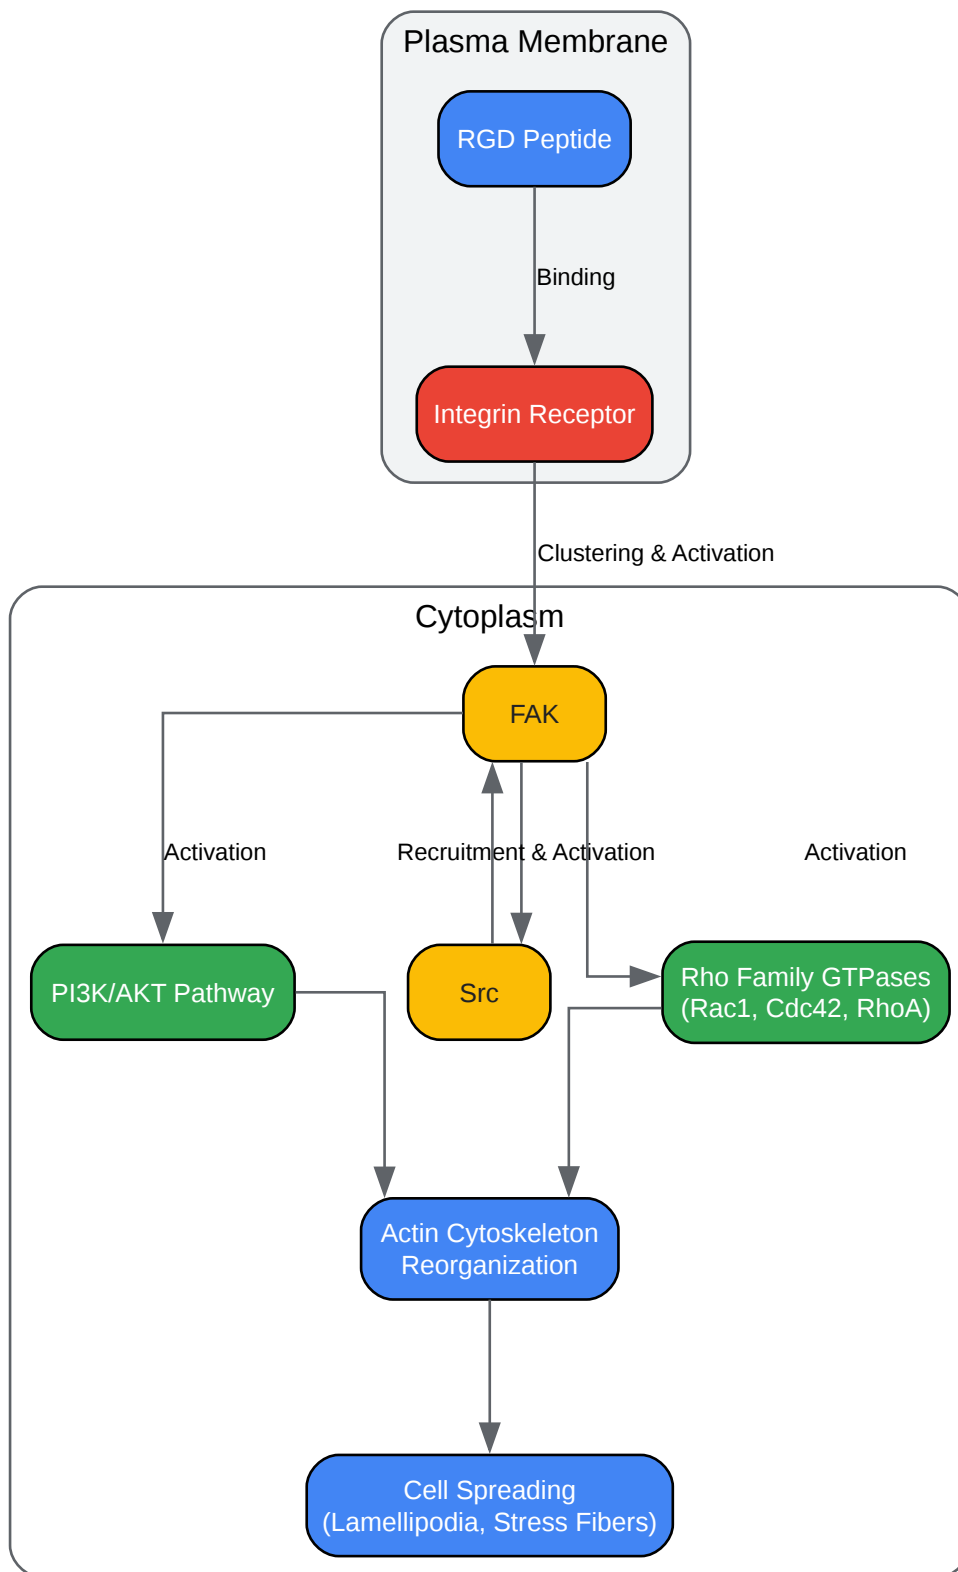 Plasma Membrane
RGD Peptide
Binding
Integrin Receptor
Clustering & Activation
Cytoplasm
FAK
Activation
Recruitment & Activation
Activation
PI3K/AKT Pathway
Src
Rho Family GTPases
(Rac1, Cdc42, RhoA)
Actin Cytoskeleton
Reorganization
Cell Spreading
(Lamellipodia, Stress Fibers)